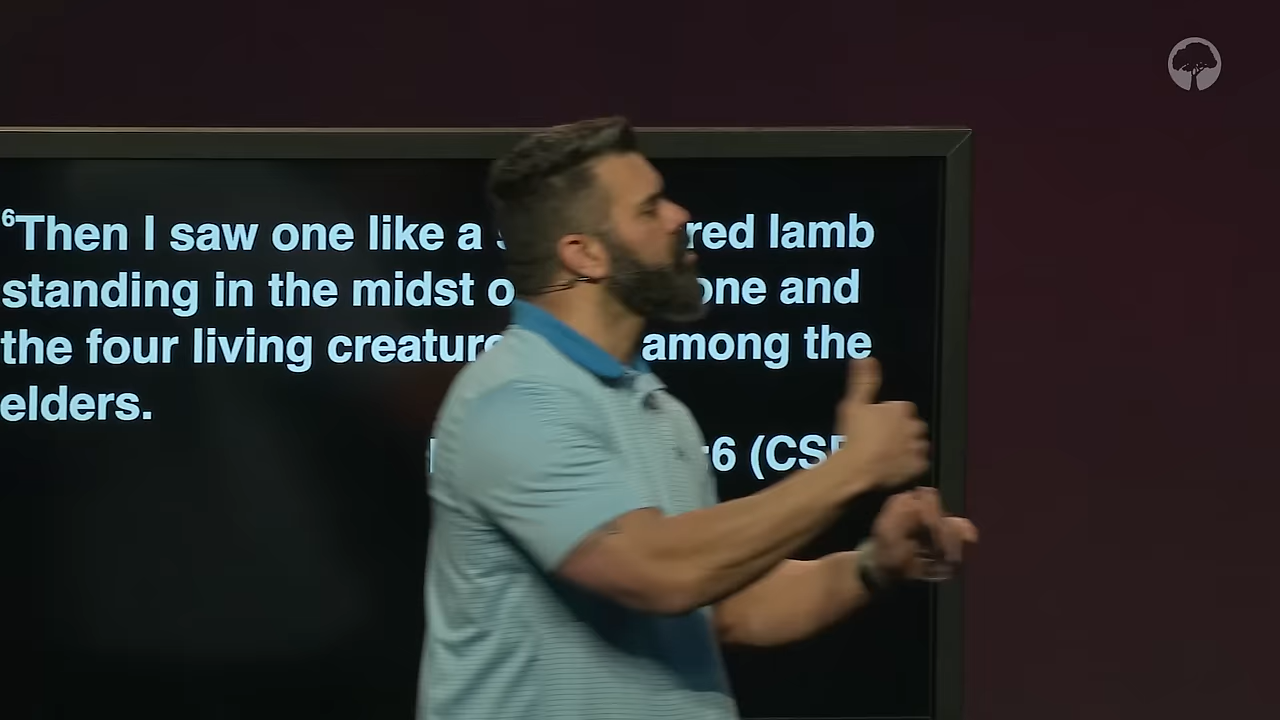 6Then I saw one like a red lamb
standing in the midst one and
the four living creature among the
elders.
6 (CS